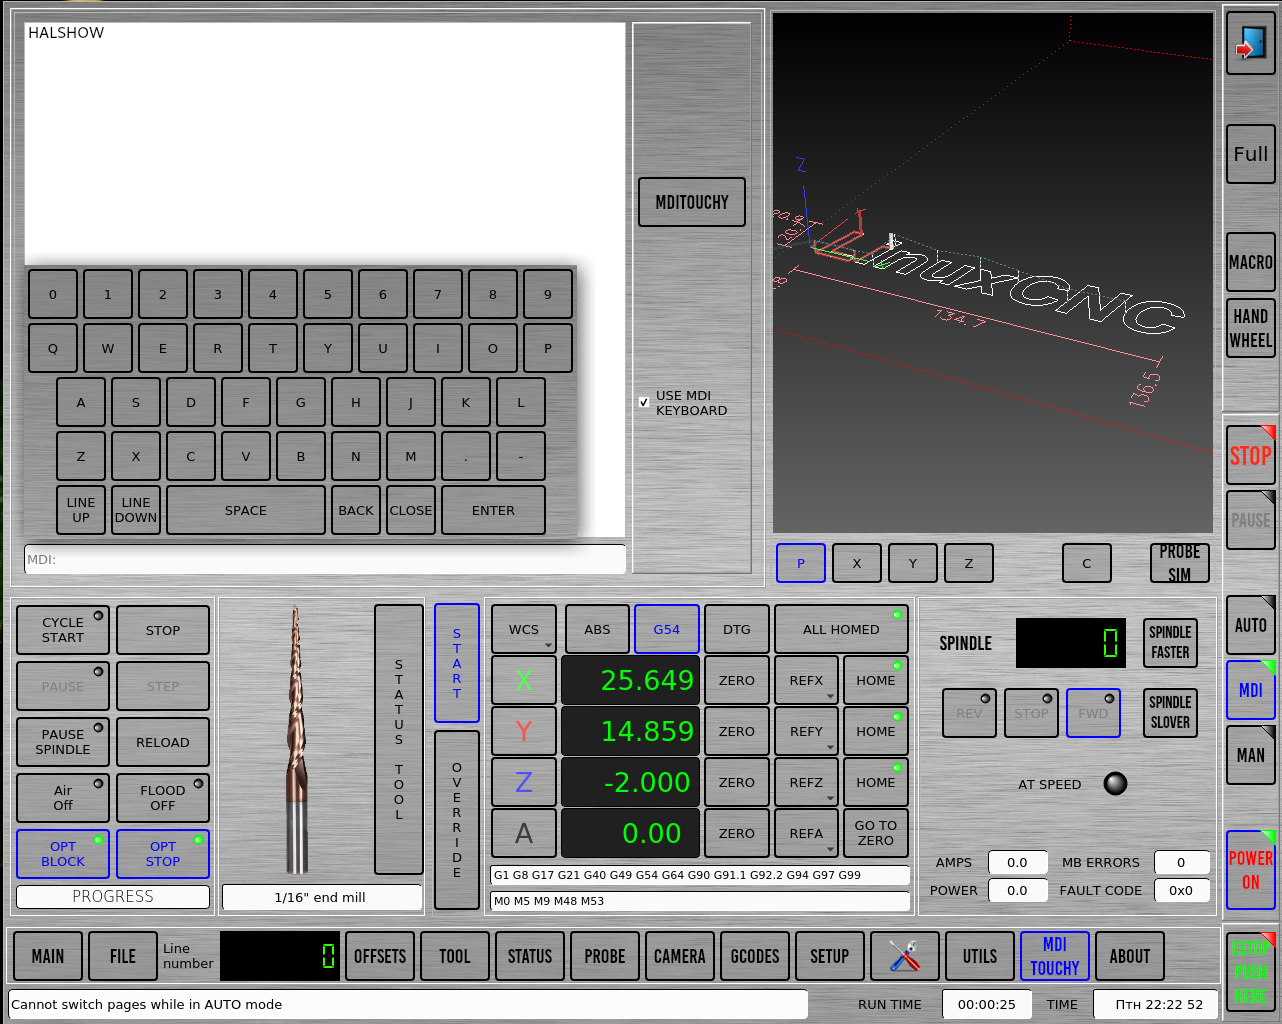 HALSHOW
MDITOUCHY
USE MDI
KEYBOARD
0 1 2 3 4 5 6 7 8 9
Q W E R T Y U I O P
A S D F G H J K L
Z X C V B N M . -
LINE UP LINE DOWN SPACE BACK CLOSE ENTER
MDI:
Z
LinuxCNC
134.7
136.5
P X Y Z C PROBE SIM
Full
MACRO
HAND
WHEEL
STOP
PAUSE
AUTO
MDI
MAN
POWER
ON
ESTOP
PUSH
HERE
CYCLE START STOP
PAUSE STEP
PAUSE SPINDLE RELOAD
Air Off FLOOD OFF
OPT BLOCK OPT STOP
PROGRESS
STATUS TOOL
1/16" end mill
START
OVERRIDE
WCS ABS G54 DTG ALL HOMED
X 25.649 ZERO REFX HOME
Y 14.859 ZERO REFY HOME
Z -2.000 ZERO REFZ HOME
A 0.00 ZERO REFA GO TO ZERO
G1 G8 G17 G21 G40 G49 G54 G64 G90 G91.1 G92.2 G94 G97 G99
M0 M5 M9 M48 M53
SPINDLE 0 SPINDLE FASTER
REV STOP FWD SPINDLE SLOVER
AT SPEED
AMPS 0.0 MB ERRORS 0
POWER 0.0 FAULT CODE 0x0
MAIN FILE Line number 0 OFFSETS TOOL STATUS PROBE CAMERA GCODES SETUP UTILS MDI TOUCHY ABOUT
Cannot switch pages while in AUTO mode RUN TIME 00:00:25 TIME Птн 22:22 52